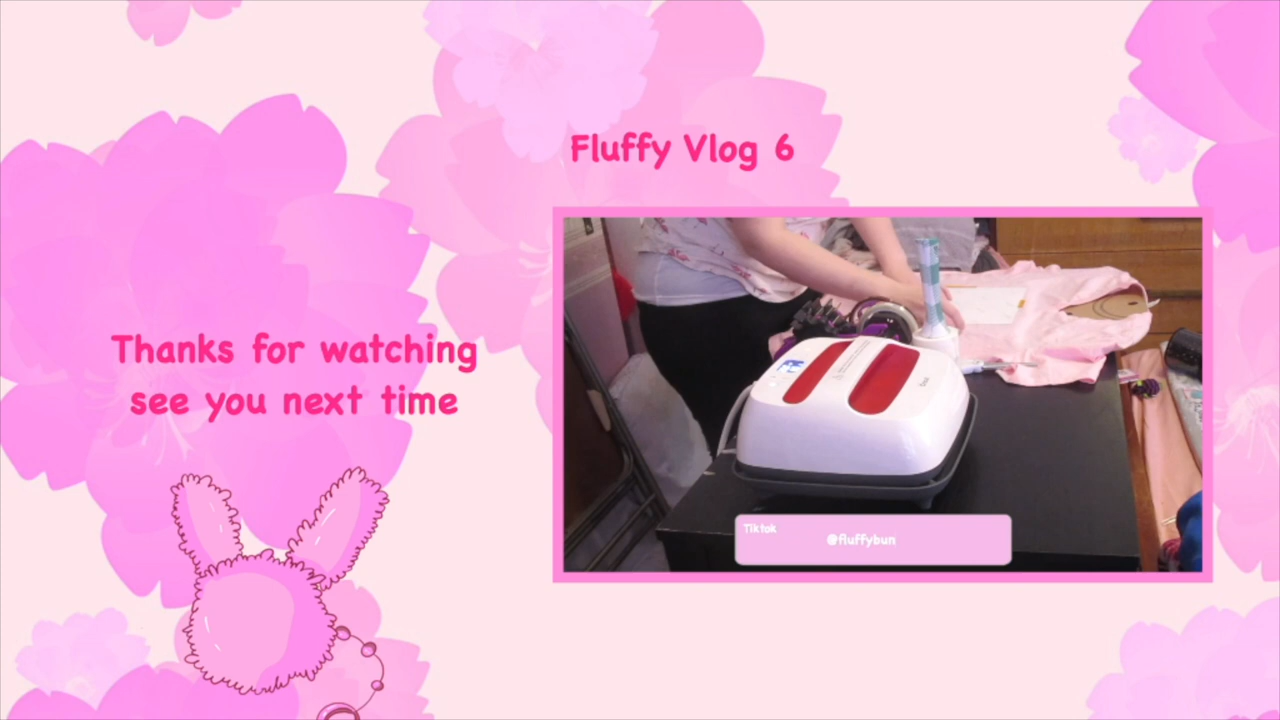 Fluffy Vlog 6
Thanks for watching
see you next time
Tiktok
@fluffybun